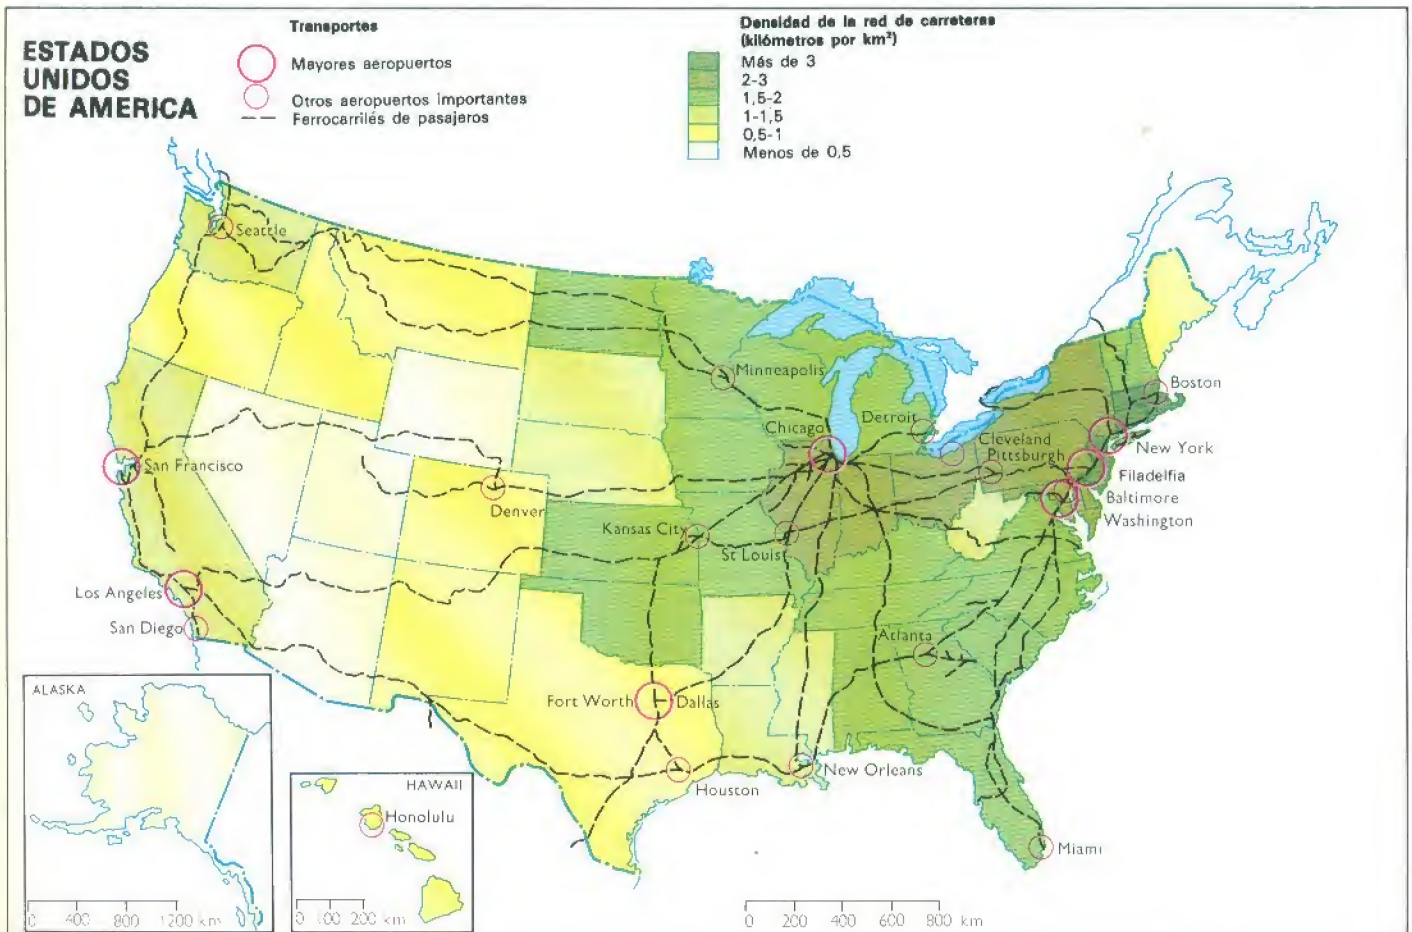 ESTADOS
UNIDOS
DE AMERICA
Transportes
Mayores aeropuertos
Otros aeropuertos importantes
Ferrocarrilés de pasajeros
Densidad de la red de carreteras
(kilómetros por km²)
Más de 3
2-3
1,5-2
1-1,5
0,5-1
Menos de 0,5
Seattle
Minneapolis
Boston
Detroit
Chicago
Cleveland
Pittsburgh
New York
San Francisco
Filadelfia
Baltimore
Washington
Denver
Kansas City
St Louis
Los Angeles
San Diego
Atlanta
Fort Worth
Dallas
New Orleans
Houston
Miami
ALASKA
0 400 800 1200 km
HAWAII
Honolulu
0 100 200 km
0 200 400 600 800 km